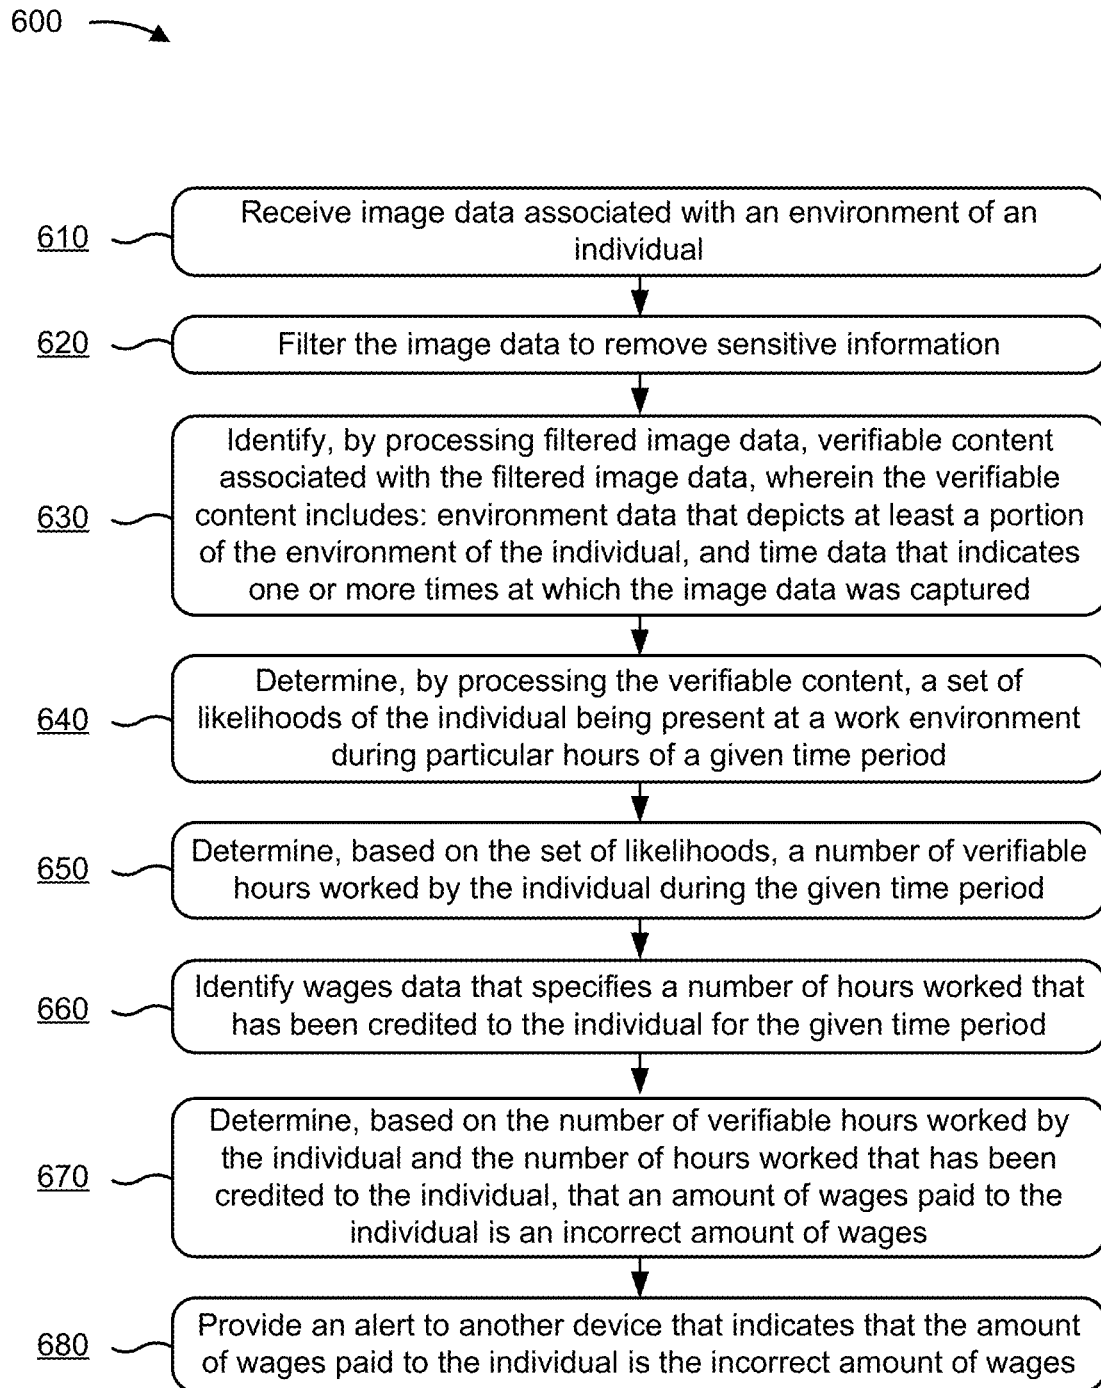 600
610
Receive image data associated with an environment of an
individual
620
Filter the image data to remove sensitive information
630
Identify, by processing filtered image data, verifiable content
associated with the filtered image data, wherein the verifiable
content includes: environment data that depicts at least a portion
of the environment of the individual, and time data that indicates
one or more times at which the image data was captured
640
Determine, by processing the verifiable content, a set of
likelihoods of the individual being present at a work environment
during particular hours of a given time period
650
Determine, based on the set of likelihoods, a number of verifiable
hours worked by the individual during the given time period
660
Identify wages data that specifies a number of hours worked that
has been credited to the individual for the given time period
670
Determine, based on the number of verifiable hours worked by
the individual and the number of hours worked that has been
credited to the individual, that an amount of wages paid to the
individual is an incorrect amount of wages
680
Provide an alert to another device that indicates that the amount
of wages paid to the individual is the incorrect amount of wages